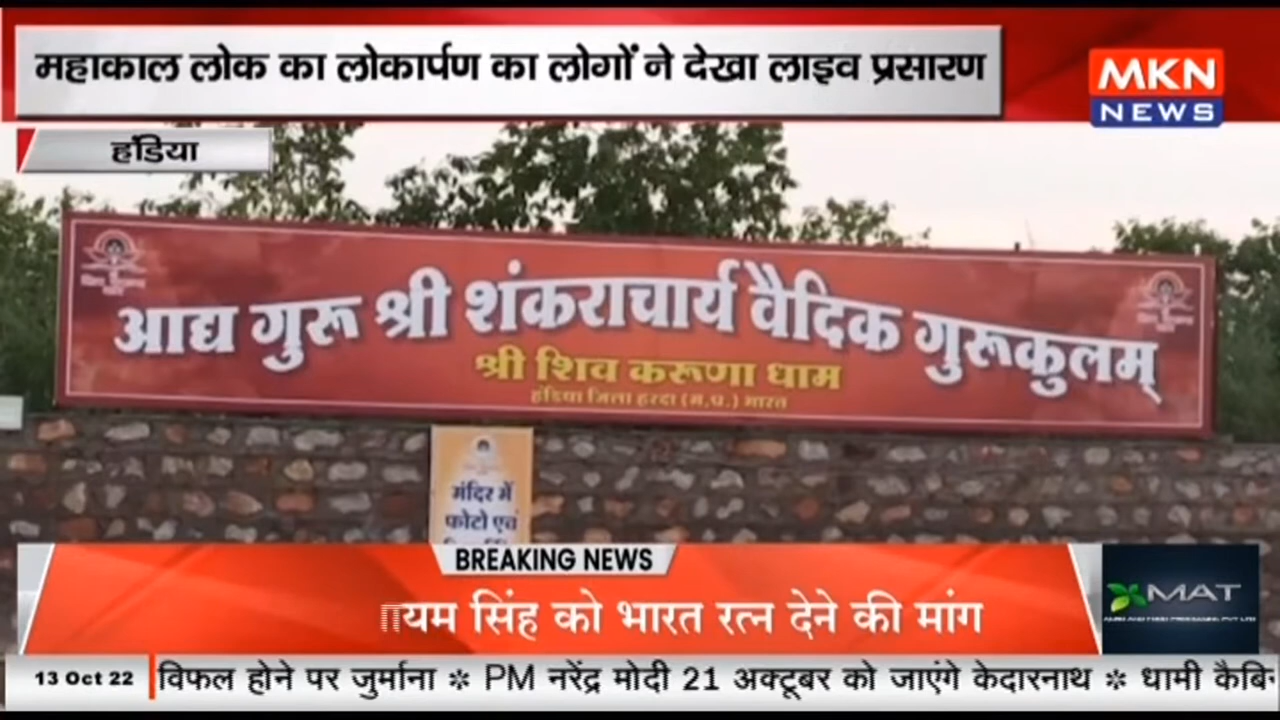 महाकाल लोक का लोकार्पण का लोगों ने देखा लाइव प्रसारण
MKN
NEWS
हंडिया
आद्य गुरू श्री शंकराचार्य वैदिक गुरूकुलम्
श्री शिव करूणा धाम
हंडिया जिला हरदा (म.प्र.) भारत
मंदिर में
फोटो एवं
BREAKING NEWS
यम सिंह को भारत रत्न देने की मांग
MAT
13 Oct 22
विफल होने पर जुर्माना * PM नरेंद्र मोदी 21 अक्टूबर को जाएंगे केदारनाथ * धामी